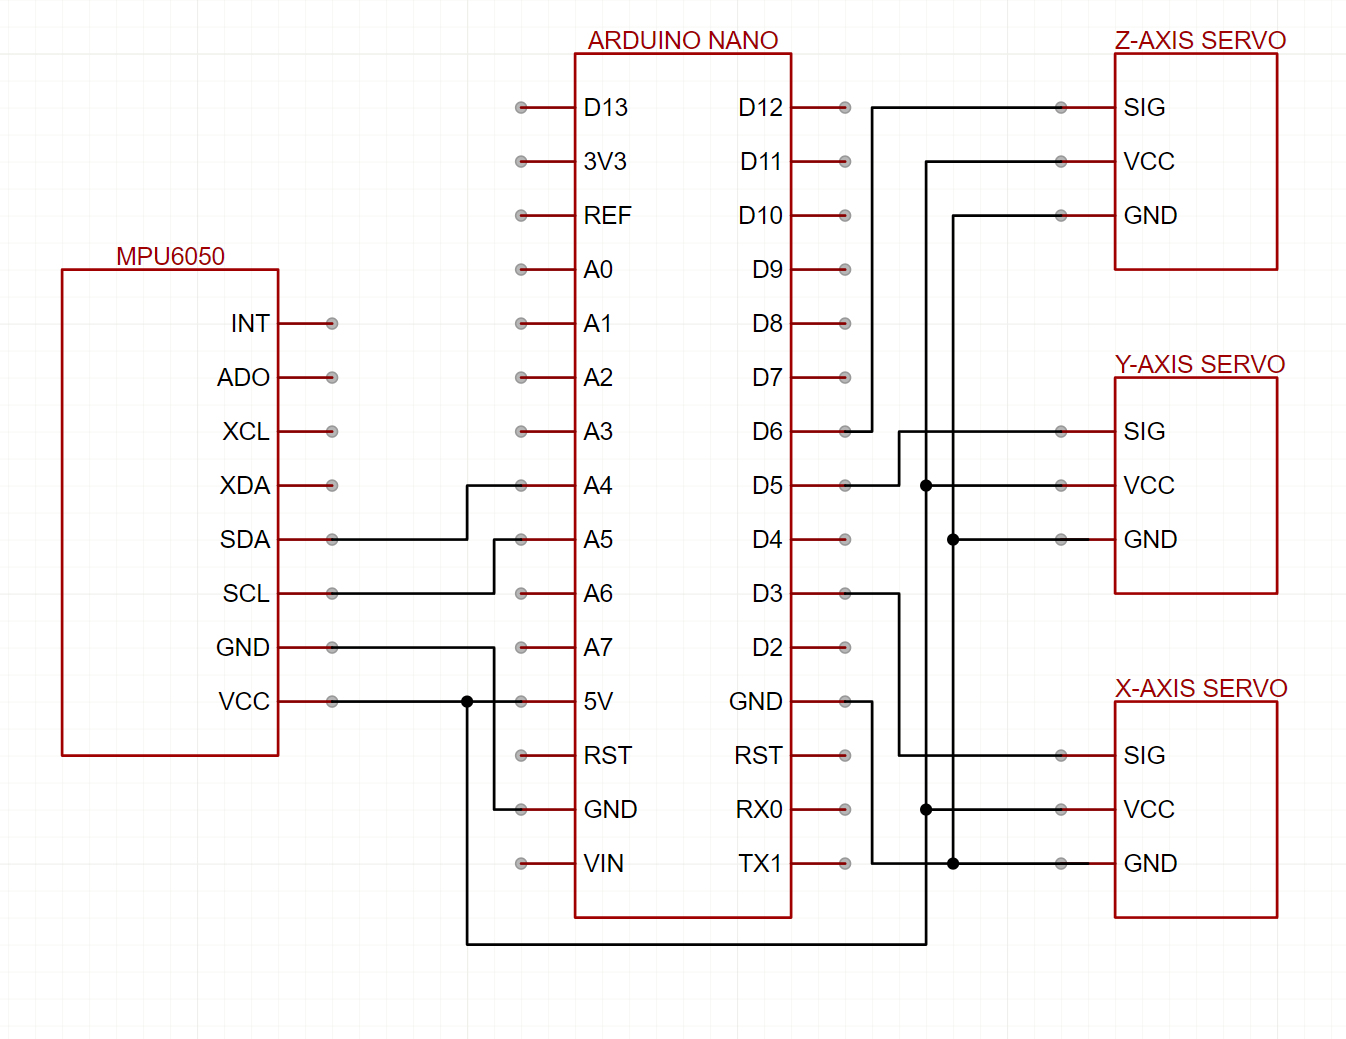 ARDUINO NANO
Z-AXIS SERVO
D13
D12
SIG
3V3
D11
VCC
REF
D10
GND
MPU6050
A0
D9
INT
A1
D8
Y-AXIS SERVO
ADO
A2
D7
XCL
A3
D6
SIG
XDA
A4
D5
VCC
SDA
A5
D4
GND
SCL
A6
D3
GND
A7
D2
X-AXIS SERVO
VCC
5V
GND
RST
RST
SIG
GND
RX0
VCC
VIN
TX1
GND